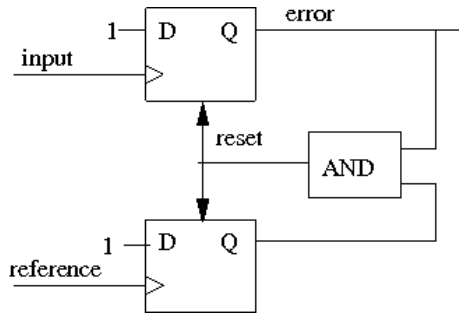 error
1 D Q
input
reset
AND
1 D Q
reference